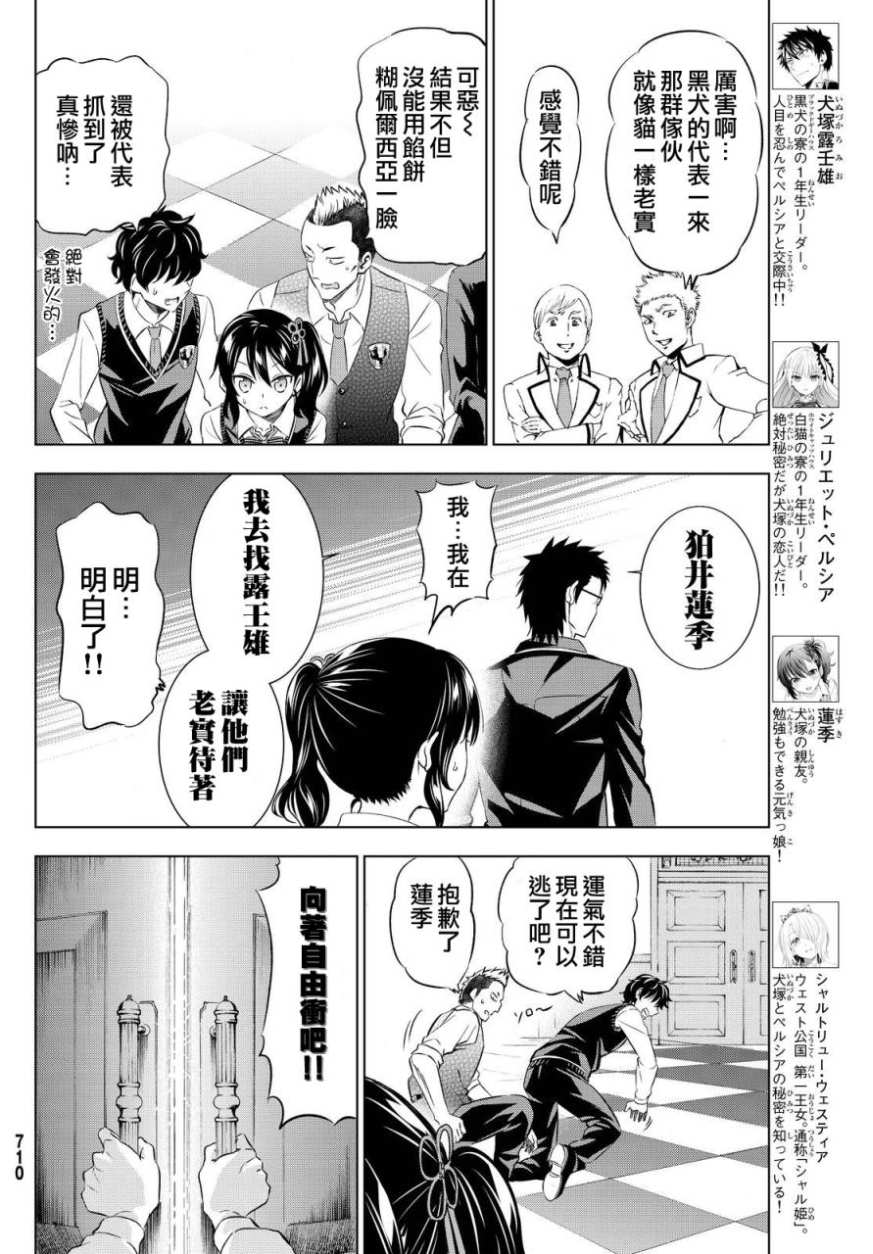 厲害啊…
黑犬的代表一來
那群傢伙
就像貓一樣老實
感覺不錯呢
可惡～
結果不但
沒能用餡餅
糊佩爾西亞一臉
還被代表
抓到了
真慘吶…
絕對
會發火的…
狛井蓮季
我…我在
我去找露壬雄
讓他們
老實待著
明…
明白了!!
運氣不錯
現在可以
逃了吧?
抱歉了
蓮季
向著自由衝吧!!
710
犬塚露壬雄
いぬづかろみお
黒犬の寮の1年生リーダー。
人目を忍んでペルシアと交際中!!
ジュリエット・ペルシア
白猫の寮の1年生リーダー。
絶対秘密だが犬塚の恋人だ!!
蓮季
はすき
犬塚の親友。
勉強もできる元気っ娘!
シャルトリュー・ウェスティア
ウェスト公国 第一王女。通称「シャル姫」。
犬塚とペルシアの秘密を知っている!